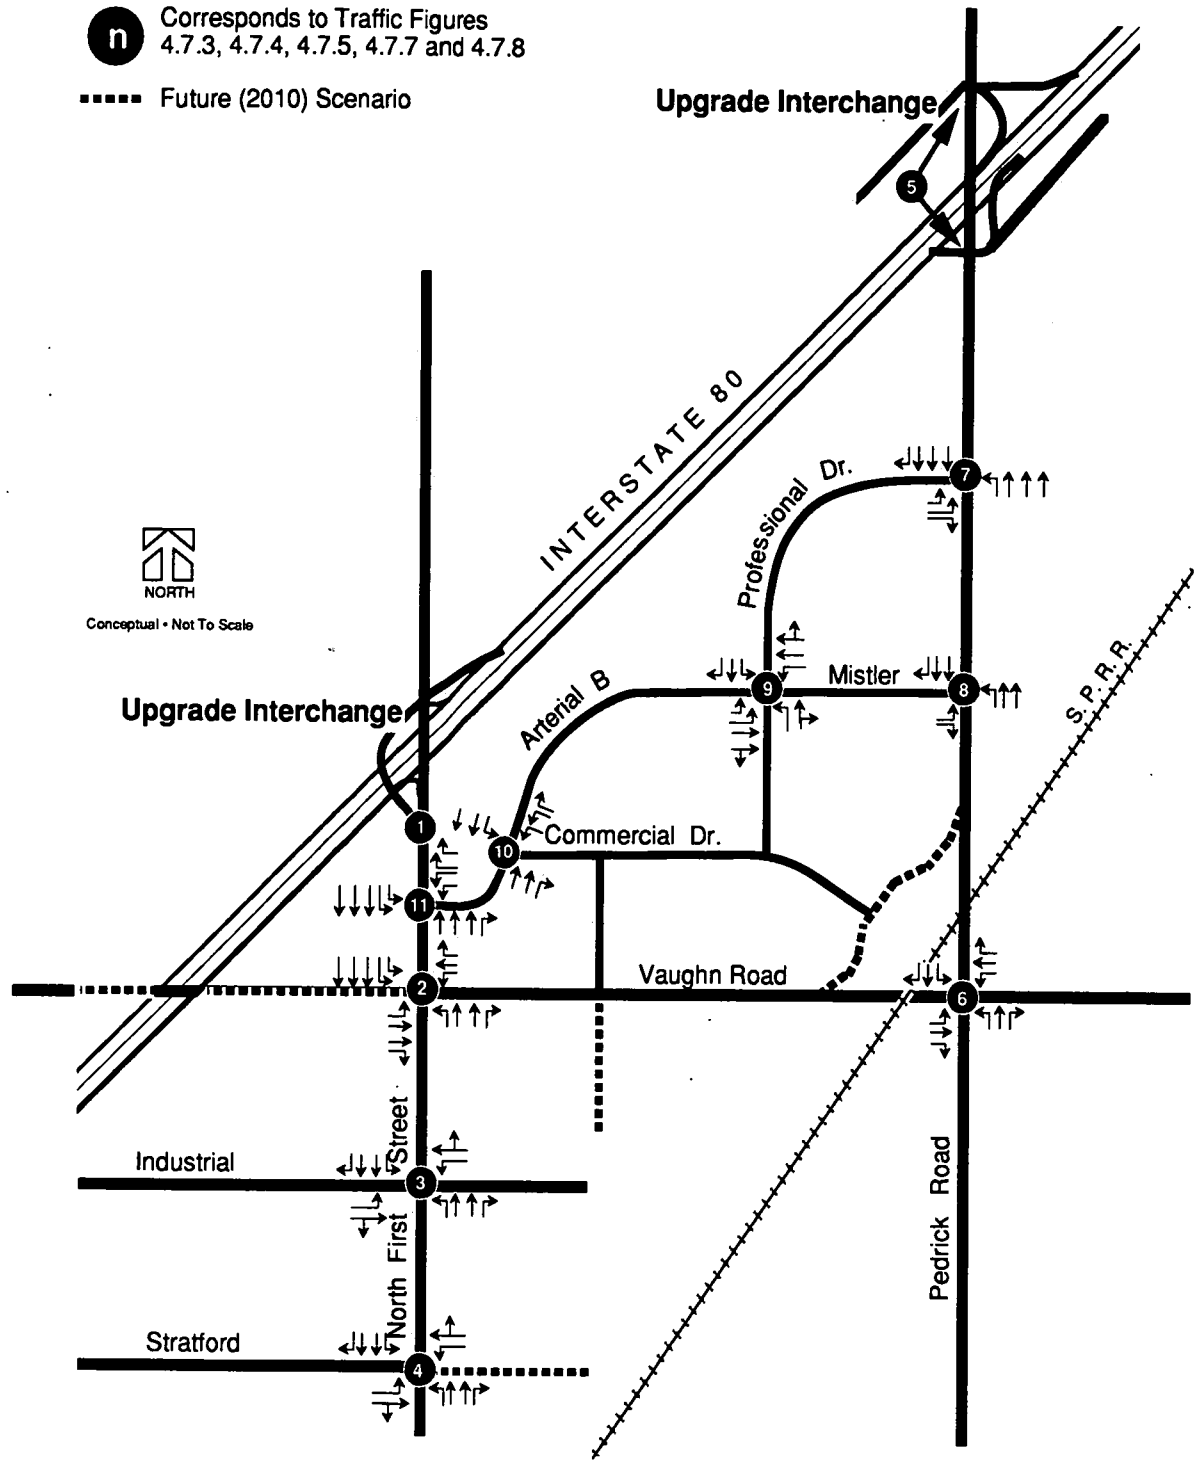 n
Corresponds to Traffic Figures
4.7.3, 4.7.4, 4.7.5, 4.7.7 and 4.7.8
Future (2010) Scenario
Upgrade Interchange
5
INTERSTATE 80
Professional Dr.
7
NORTH
Conceptual • Not To Scale
S. P. R. R.
Arterial B
9
Mistler
8
Upgrade Interchange
1
10
Commercial Dr.
11
2
Vaughn Road
6
North First Street
Industrial
3
Pedrick Road
Stratford
4